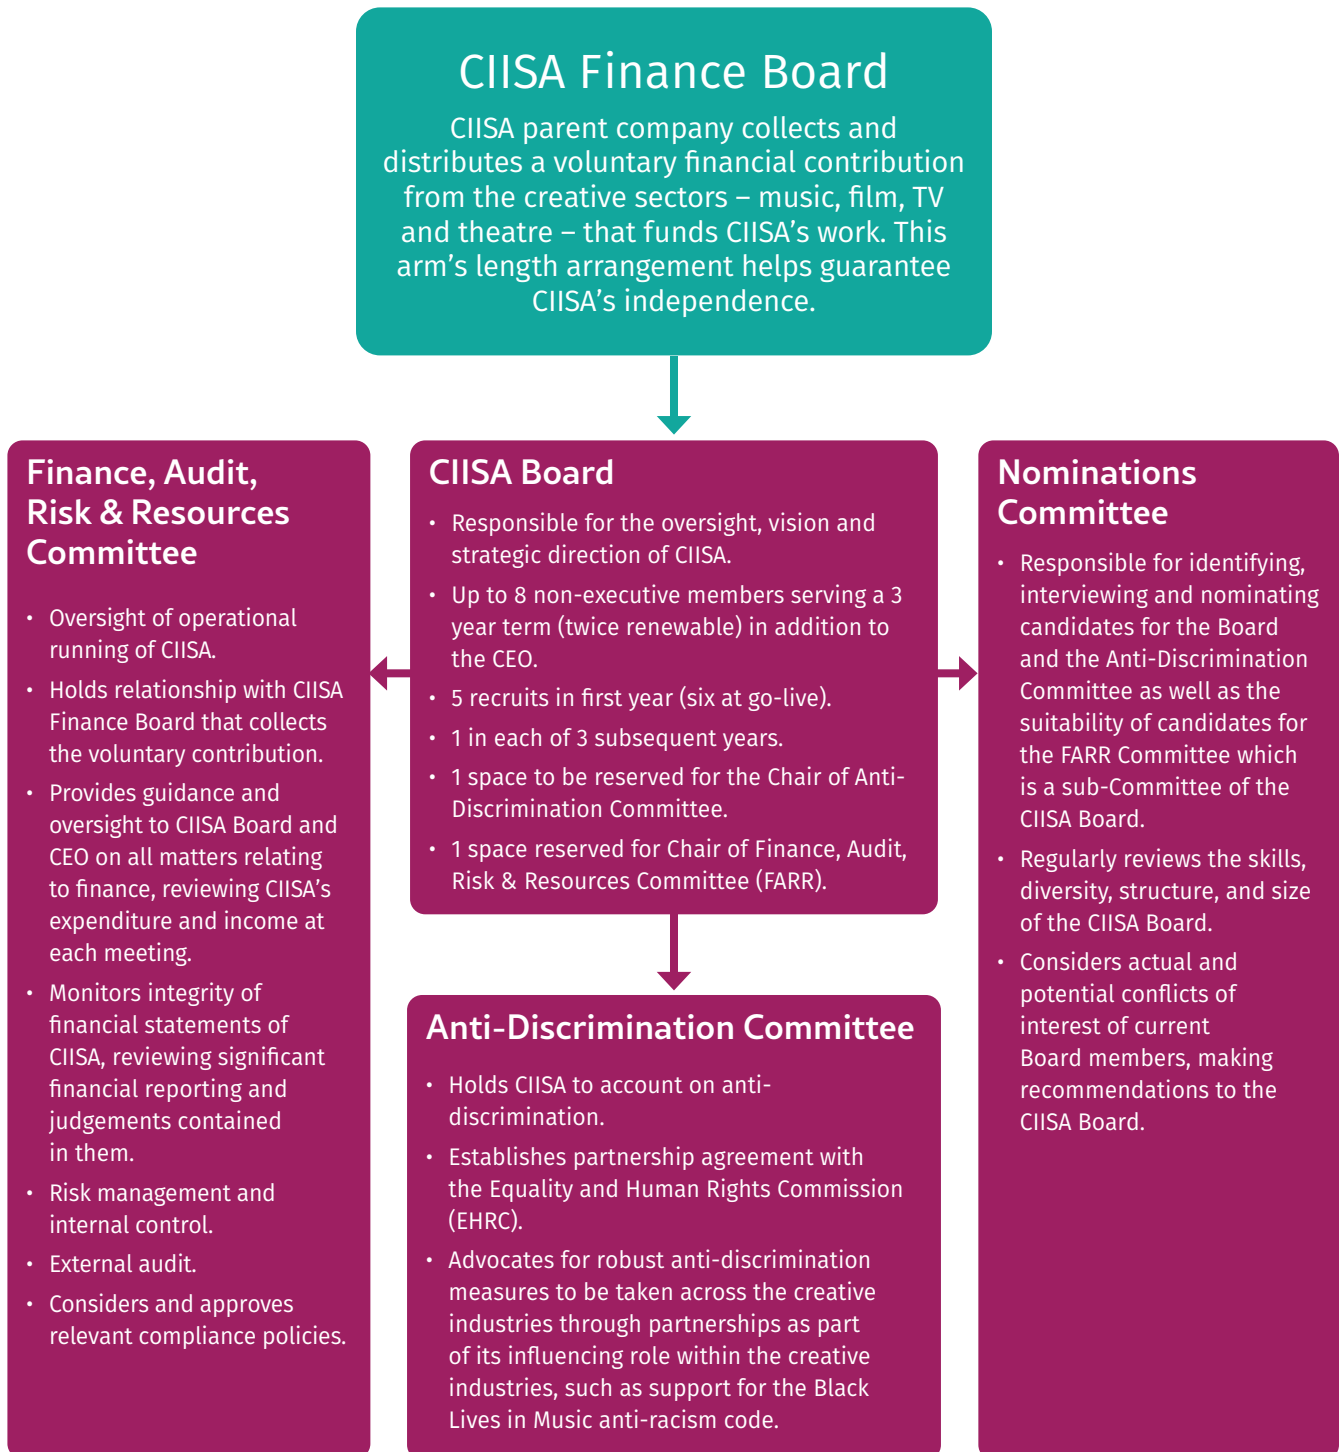 CIISA Finance Board
CIISA parent company collects and
distributes a voluntary financial contribution
from the creative sectors – music, film, TV
and theatre – that funds CIISA’s work. This
arm’s length arrangement helps guarantee
CIISA’s independence.
Finance, Audit,
Risk & Resources
Committee
• Oversight of operational
running of CIISA.
• Holds relationship with CIISA
Finance Board that collects
the voluntary contribution.
• Provides guidance and
oversight to CIISA Board and
CEO on all matters relating
to finance, reviewing CIISA’s
expenditure and income at
each meeting.
• Monitors integrity of
financial statements of
CIISA, reviewing significant
financial reporting and
judgements contained
in them.
• Risk management and
internal control.
• External audit.
• Considers and approves
relevant compliance policies.
CIISA Board
• Responsible for the oversight, vision and
strategic direction of CIISA.
• Up to 8 non-executive members serving a 3
year term (twice renewable) in addition to
the CEO.
• 5 recruits in first year (six at go-live).
• 1 in each of 3 subsequent years.
• 1 space to be reserved for the Chair of Anti-
Discrimination Committee.
• 1 space reserved for Chair of Finance, Audit,
Risk & Resources Committee (FARR).
Anti-Discrimination Committee
• Holds CIISA to account on anti-
discrimination.
• Establishes partnership agreement with
the Equality and Human Rights Commission
(EHRC).
• Advocates for robust anti-discrimination
measures to be taken across the creative
industries through partnerships as part
of its influencing role within the creative
industries, such as support for the Black
Lives in Music anti-racism code.
Nominations
Committee
• Responsible for identifying,
interviewing and nominating
candidates for the Board
and the Anti-Discrimination
Committee as well as the
suitability of candidates for
the FARR Committee which
is a sub-Committee of the
CIISA Board.
• Regularly reviews the skills,
diversity, structure, and size
of the CIISA Board.
• Considers actual and
potential conflicts of
interest of current
Board members, making
recommendations to the
CIISA Board.